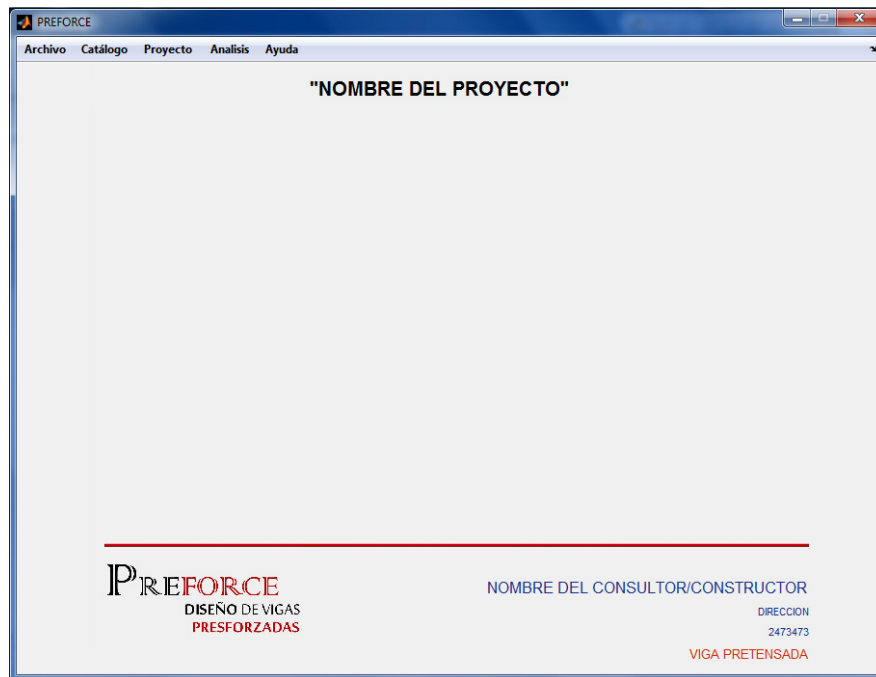 PREFORCE
Archivo Catálogo Proyecto Analisis Ayuda
"NOMBRE DEL PROYECTO"
PREFORCE
DISEÑO DE VIGAS
PRESFORZADAS
NOMBRE DEL CONSULTOR/CONSTRUCTOR
DIRECCION
2473473
VIGA PRETENSADA